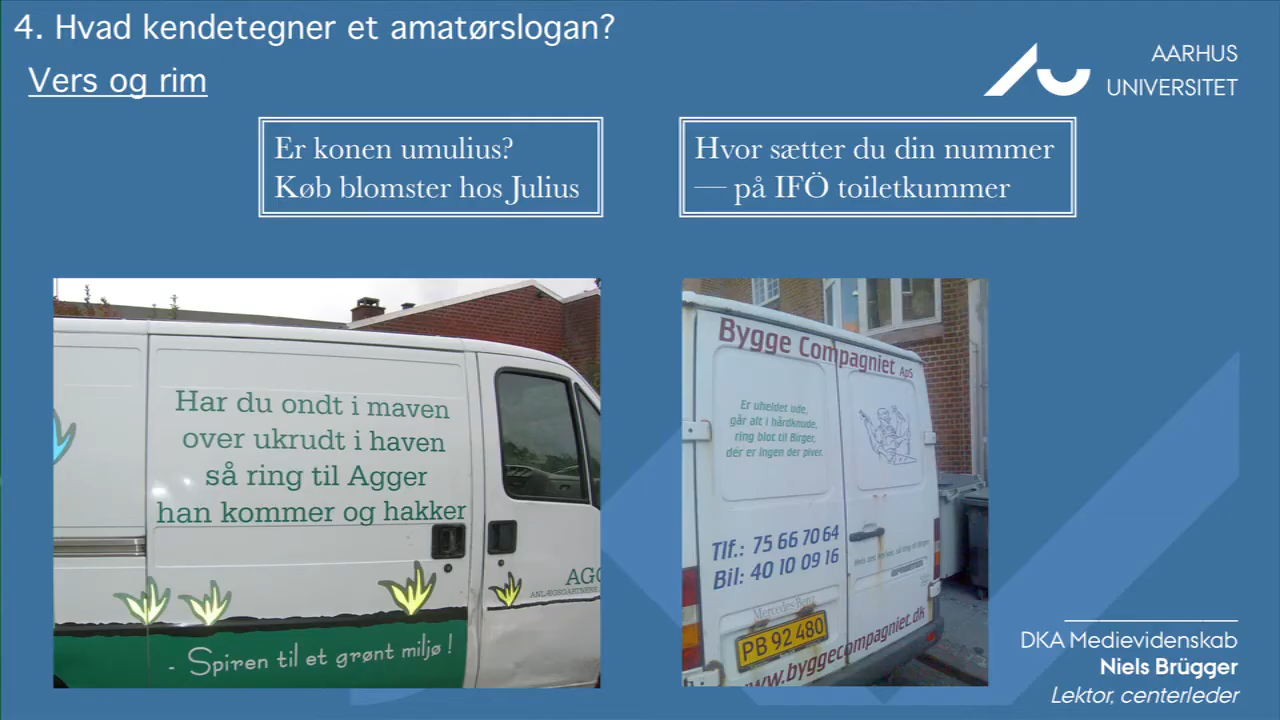 4. Hvad kendetegner et amatørslogan?
Vers og rim
AARHUS
UNIVERSITET
Er konen umulius?
Køb blomster hos Julius
Hvor sætter du din nummer
— på IFÖ toiletkummer
Har du ondt i maven
over ukrudt i haven
så ring til Agger
han kommer og hakker
AGG
- Spiren til et grønt miljø!
Bygge Compagniet ApS
Er uheldet ude,
går alt i hårdknude,
ring blot til Birger,
dér er ingen der piver.
Tlf.: 75 66 70 64
Bil: 40 10 09 16
Mercedes Benz
PB 92 480
www.byggecompagniet.dk
DKA Medievidenskab
Niels Brügger
Lektor, centerleder